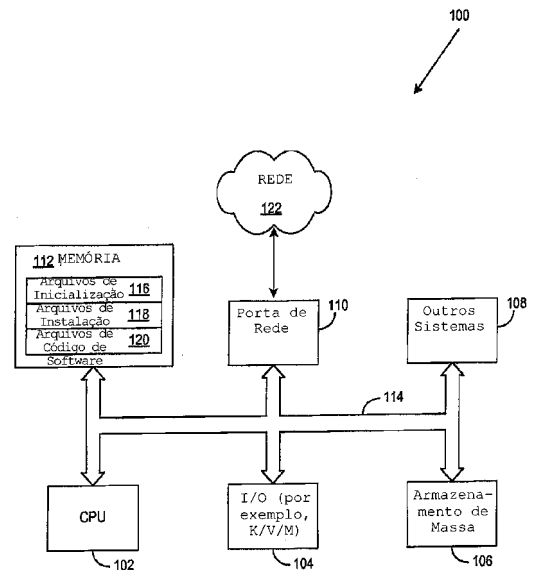 100
REDE
122
112 MEMÓRIA
Arquivos de
Inicialização 116
Arquivos de
Instalação 118
Arquivos de
Código de 120
Software
Porta de
Rede
110
Outros
Sistemas
108
114
CPU
102
I/O (por
exemplo,
K/V/M)
104
Armazena-
mento de
Massa
106